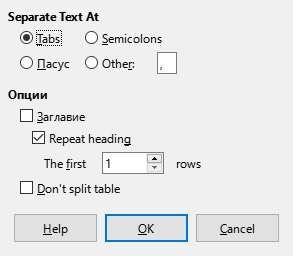 Separate Text At
Tabs Semicolons
Пасус Other: ,
Опции
Заглавие
Repeat heading
The first 1 rows
Don't split table
Help OK Cancel